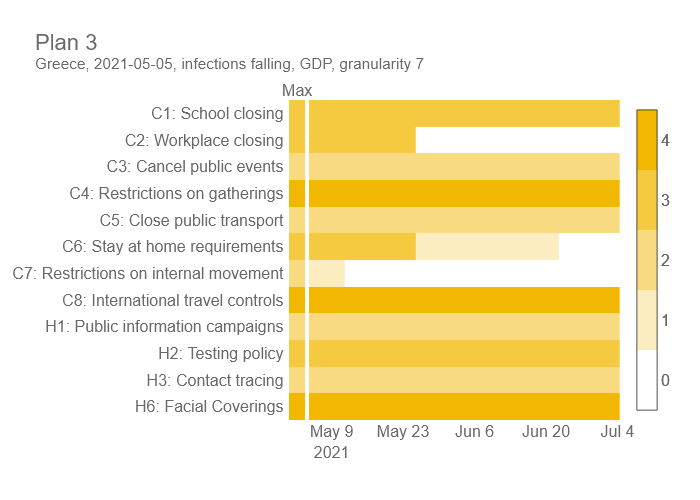 Plan 3
Greece, 2021-05-05, infections falling, GDP, granularity 7
Max
C1: School closing
C2: Workplace closing
C3: Cancel public events
C4: Restrictions on gatherings
C5: Close public transport
C6: Stay at home requirements
C7: Restrictions on internal movement
C8: International travel controls
H1: Public information campaigns
H2: Testing policy
H3: Contact tracing
H6: Facial Coverings
May 9 May 23 Jun 6 Jun 20 Jul 4
2021
4
3
2
1
0